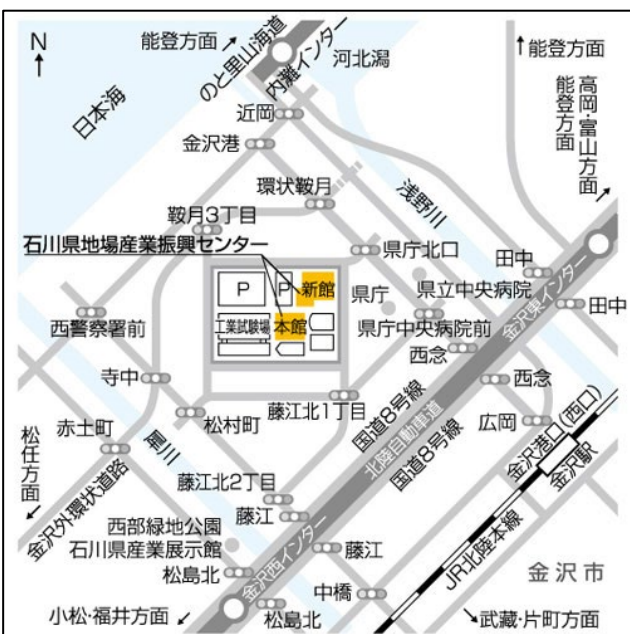 N
能登方面
のと里山海道
内灘インター
河北潟
能登方面
高岡・富山方面
能登方面
日本海
近岡
金沢港
環状鞍月
浅野川
鞍月3丁目
石川県地場産業振興センター
県庁北口
田中
金沢東インター
P
P
新館
県庁
県立中央病院
田中
西警察署前
工業試験場
本館
県庁中央病院前
西念
寺中
国道8号線
北陸自動車道
国道8号線
西念
藤江北1丁目
松村町
広岡
金沢港口(西口)
金沢駅
赤土町
犀川
松任方面
金沢外環状道路
藤江北2丁目
藤江
西部緑地公園
石川県産業展示館
藤江
金沢西インター
JR北陸本線
金沢市
松島北
中橋
小松・福井方面
松島北
武蔵・片町方面